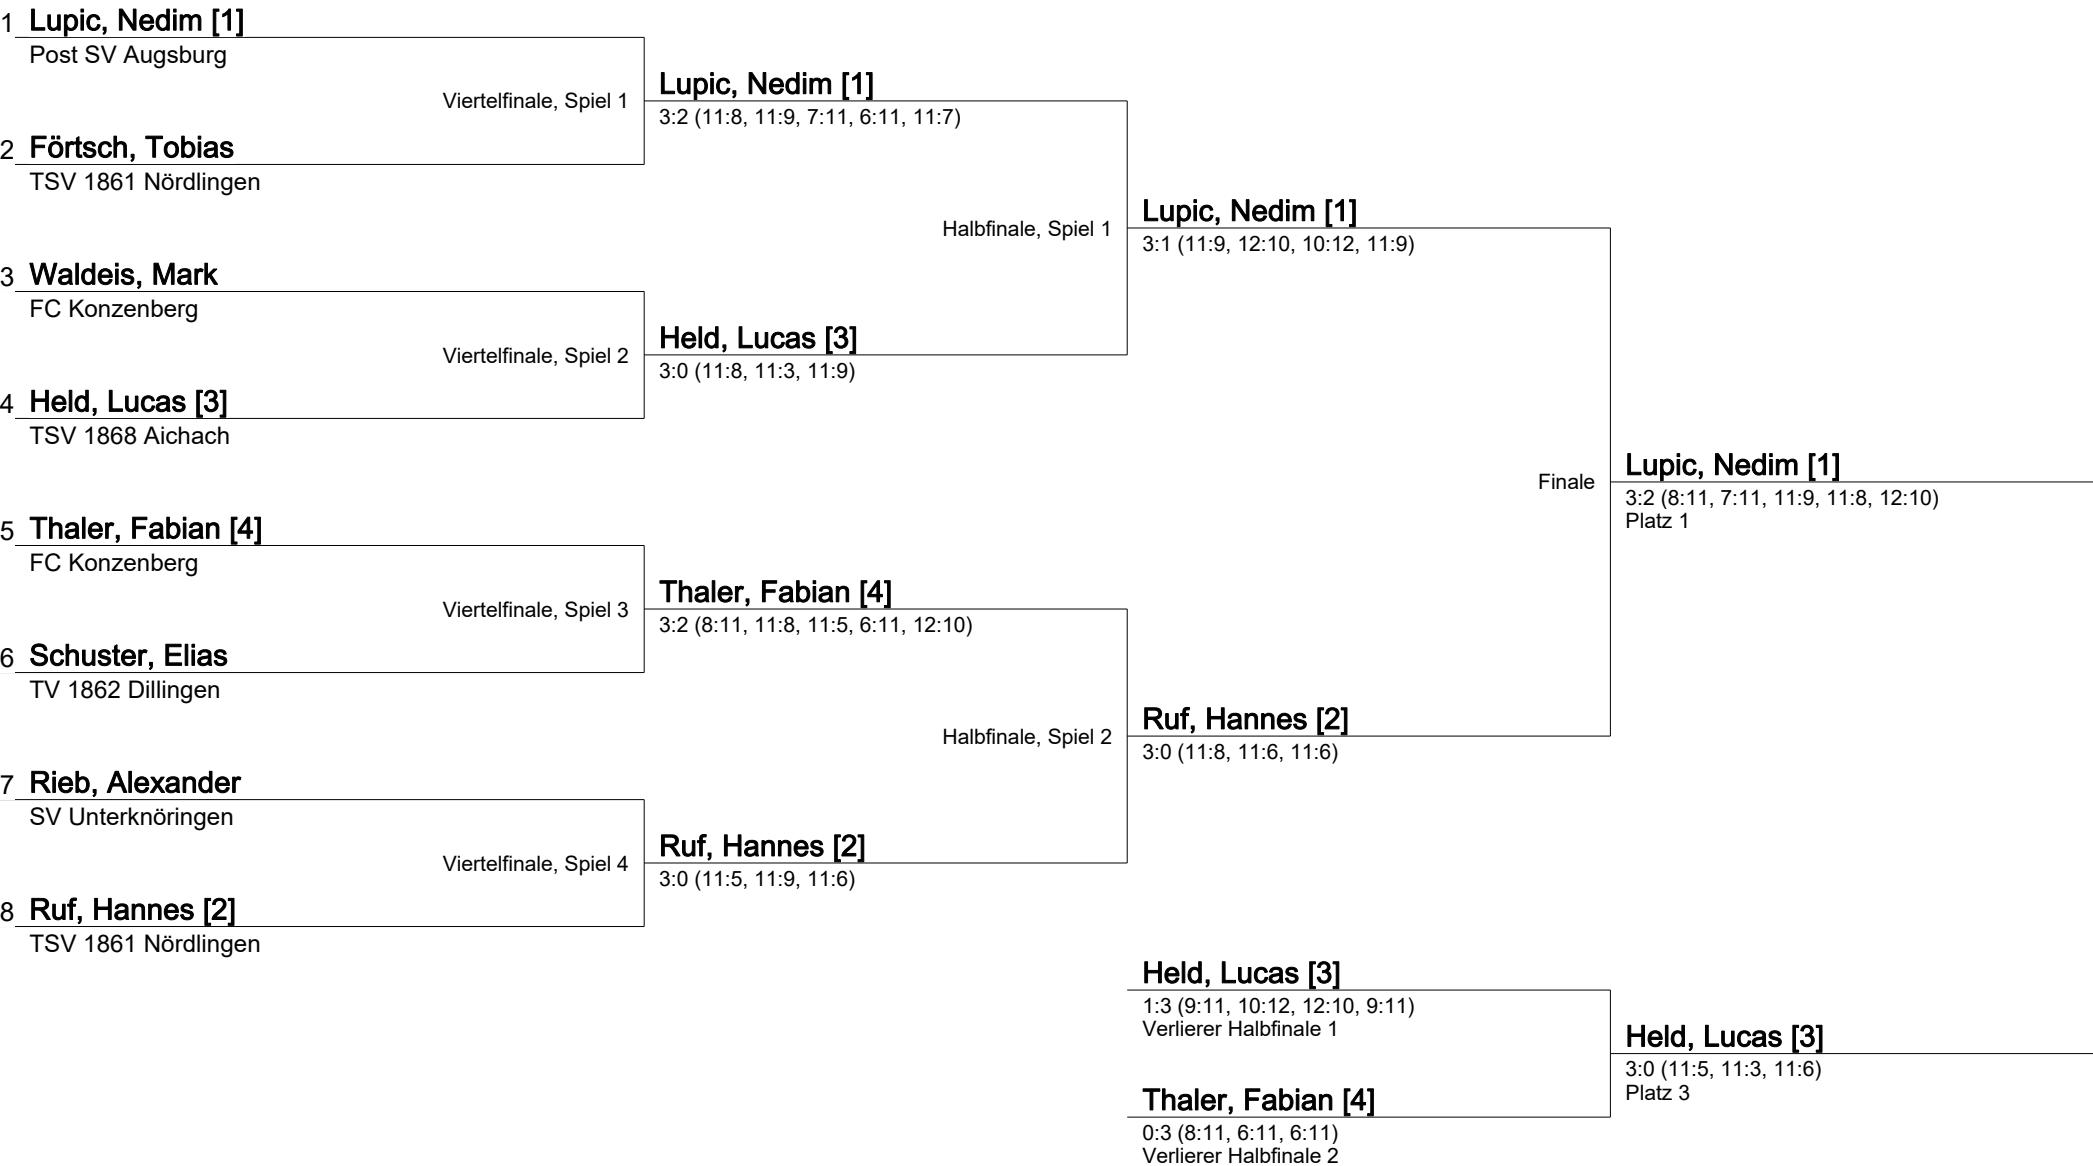 1 Lupic, Nedim [1]
Post SV Augsburg
Viertelfinale, Spiel 1
Lupic, Nedim [1]
3:2 (11:8, 11:9, 7:11, 6:11, 11:7)
2 Förtsch, Tobias
TSV 1861 Nördlingen
Halbfinale, Spiel 1
Lupic, Nedim [1]
3:1 (11:9, 12:10, 10:12, 11:9)
3 Waldeis, Mark
FC Konzenberg
Viertelfinale, Spiel 2
Held, Lucas [3]
3:0 (11:8, 11:3, 11:9)
4 Held, Lucas [3]
TSV 1868 Aichach
Finale
Lupic, Nedim [1]
3:2 (8:11, 7:11, 11:9, 11:8, 12:10)
Platz 1
5 Thaler, Fabian [4]
FC Konzenberg
Viertelfinale, Spiel 3
Thaler, Fabian [4]
3:2 (8:11, 11:8, 11:5, 6:11, 12:10)
6 Schuster, Elias
TV 1862 Dillingen
Halbfinale, Spiel 2
Ruf, Hannes [2]
3:0 (11:8, 11:6, 11:6)
7 Rieb, Alexander
SV Unterknöringen
Viertelfinale, Spiel 4
Ruf, Hannes [2]
3:0 (11:5, 11:9, 11:6)
8 Ruf, Hannes [2]
TSV 1861 Nördlingen
Held, Lucas [3]
1:3 (9:11, 10:12, 12:10, 9:11)
Verlierer Halbfinale 1
Held, Lucas [3]
3:0 (11:5, 11:3, 11:6)
Platz 3
Thaler, Fabian [4]
0:3 (8:11, 6:11, 6:11)
Verlierer Halbfinale 2